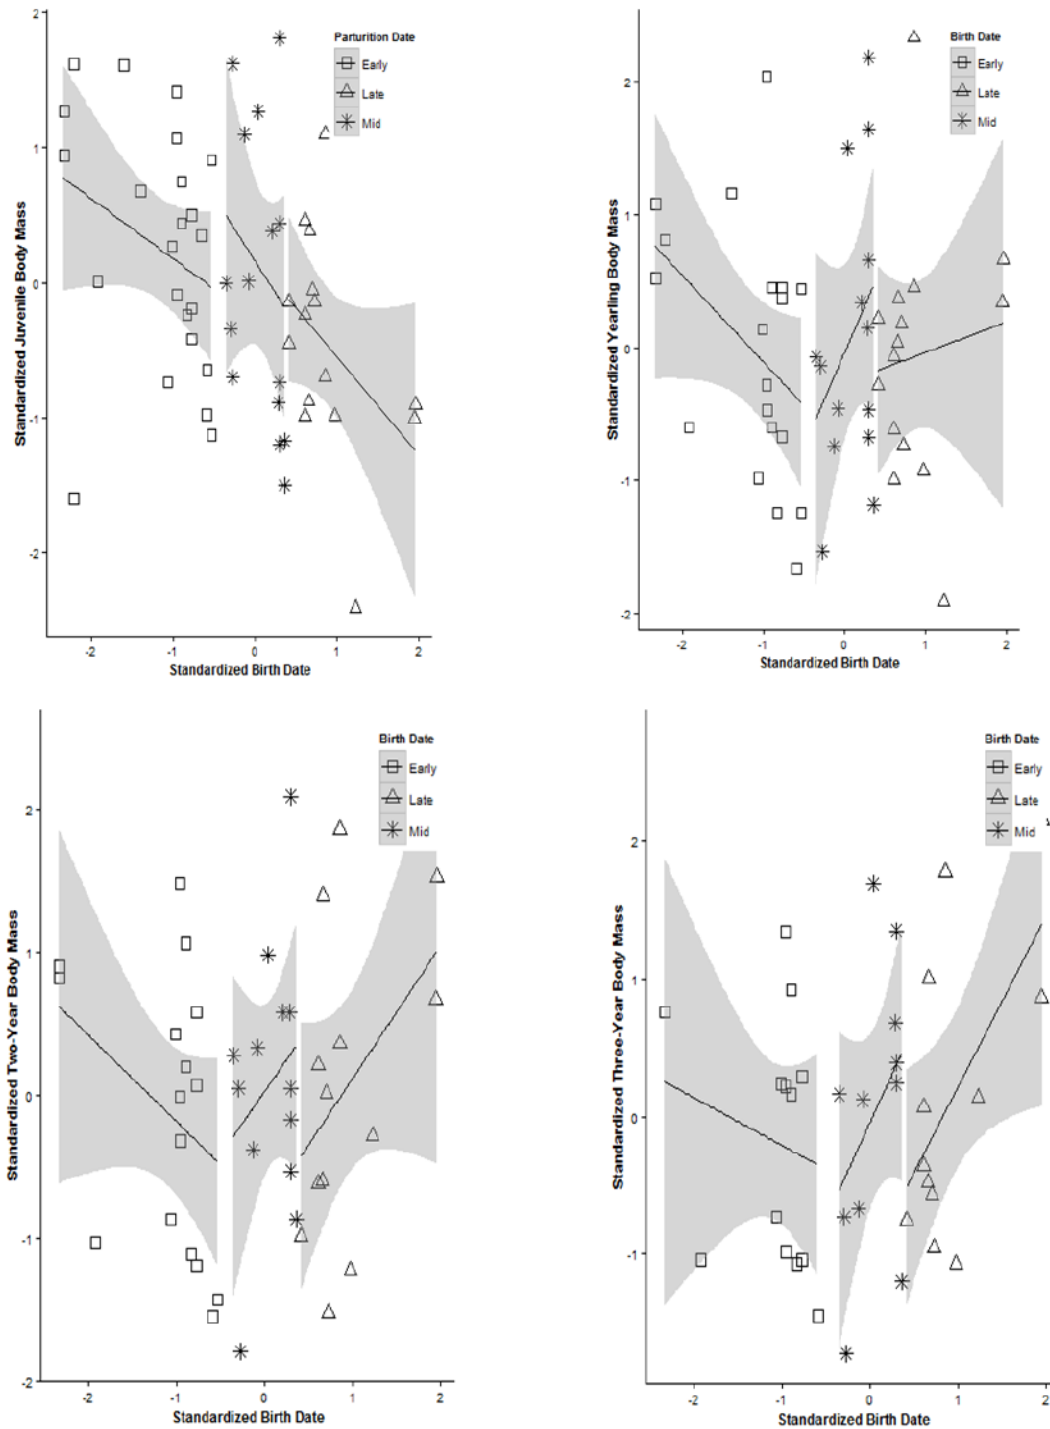 2
1
0
-1
-2
Standardized Juvenile Body Mass
Parturition Date
Early
Late
Mid
-2 -1 0 1 2
Standardized Birth Date
2
1
0
-1
-2
Standardized Yearling Body Mass
Birth Date
Early
Late
Mid
-2 -1 0 1 2
Standardized Birth Date
2
1
0
-1
-2
Standardized Two-Year Body Mass
Birth Date
Early
Late
Mid
-2 -1 0 1 2
Standardized Birth Date
2
1
0
-1
Standardized Three-Year Body Mass
Birth Date
Early
Late
Mid
-2 -1 0 1 2
Standardized Birth Date